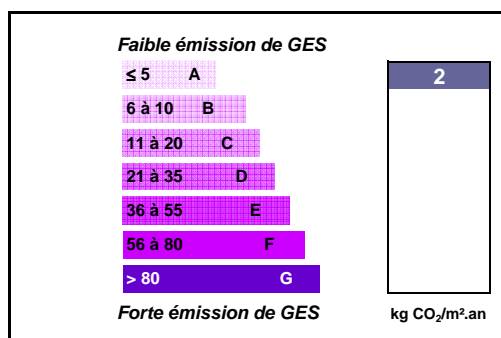 Faible émission de GES
≤ 5 A
2
6 à 10 B
11 à 20 C
21 à 35 D
36 à 55 E
56 à 80 F
> 80 G
Forte émission de GES
kg CO₂/m².an